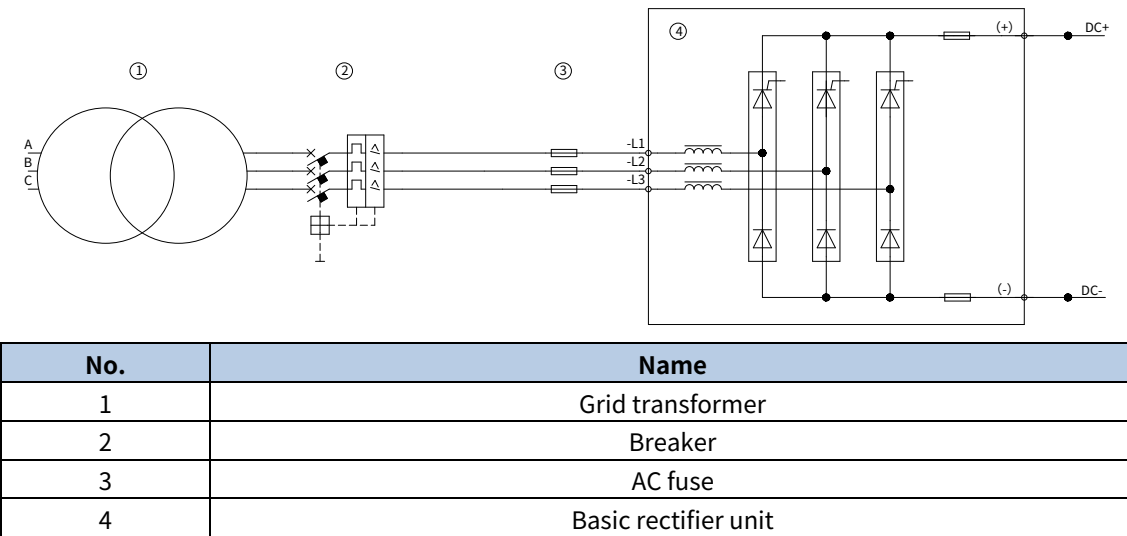 ④ (+) DC+
① ② ③
A
B
C
-L1
-L2
-L3
(-) DC-
No. Name
1 Grid transformer
2 Breaker
3 AC fuse
4 Basic rectifier unit